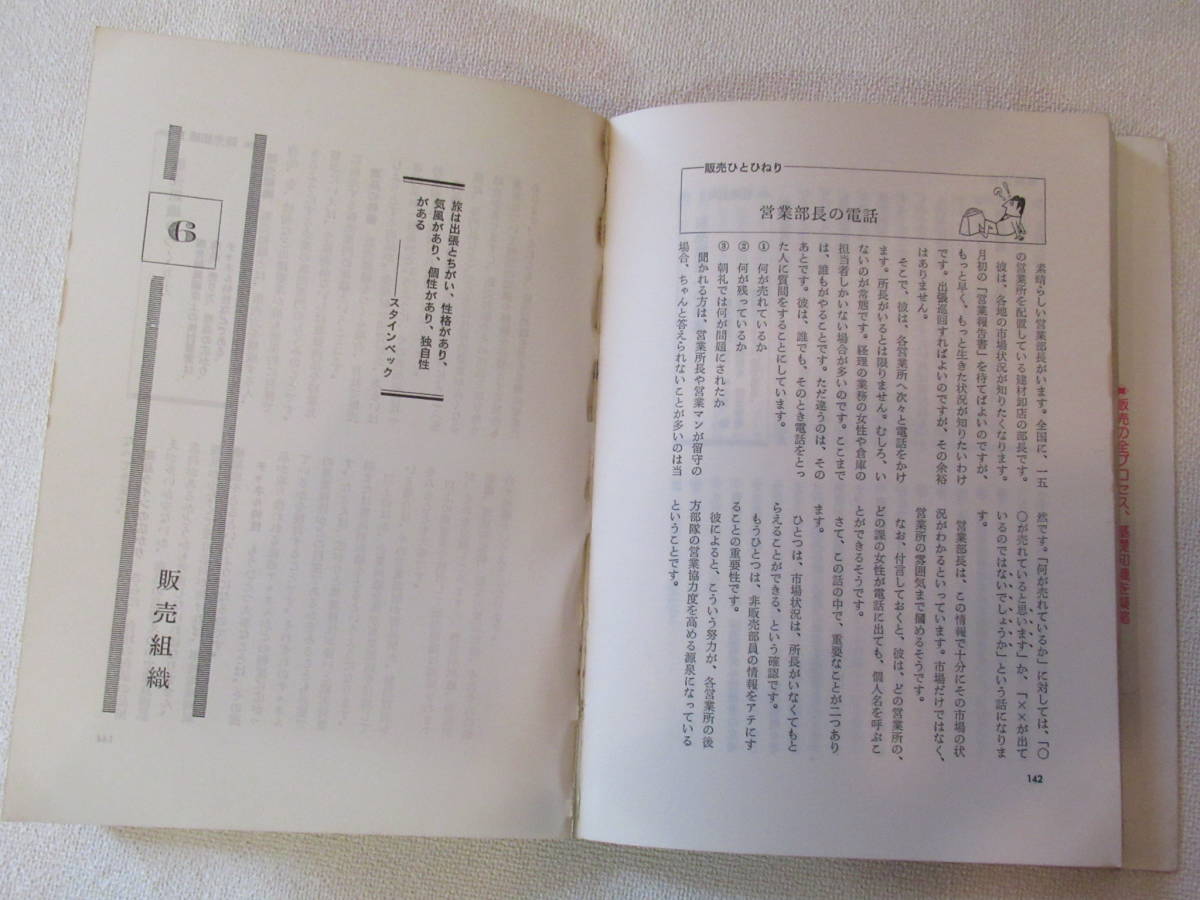 販売ひとひねり
営業部長の電話
素晴らしい営業部長がいます。全国に、一五
の営業所を配置している建材卸店の部長です。
彼は、各地の市場状況が知りたくなります。
月初の「営業報告書」を待てばよいのですが、
もっと早く、もっと生きた状況が知りたいわけ
です。出張巡回すればよいのですが、その余裕
はありません。
そこで、彼は、各営業所へ次々と電話をかけ
ます。所長がいるとは限りません。むしろ、い
ないのが常態です。経理の業務の女性や倉庫の
担当者しかいない場合が多いのです。ここまで
は、誰もがやることです。ただ違うのは、その
あとです。彼は、誰でも、そのとき電話をとっ
た人に質問をすることにしています。
① 何が売れているか
② 何が残っているか
③ 朝礼では何が問題にされたか
聞かれる方は、営業所長や営業マンが留守の
場合、ちゃんと答えられないことが多いのは当
然です。「何が売れているか」に対しては、「〇
〇が売れていると思います」か、「××が出て
いるのではないでしょうか」という話になりま
す。
営業部長は、この情報で十分にその市場の状
況がわかるといっています。市場だけではなく、
営業所の雰囲気まで掴めるそうです。
なお、付言しておくと、彼は、どの営業所の、
どの課の女性が電話に出ても、個人名を呼ぶこ
とができるそうです。
さて、この話の中で、重要なことが二つあり
ます。
ひとつは、市場状況は、所長がいなくてもと
らえることができる、という確認です。
もうひとつは、非販売部員の情報をアテにす
ることの重要性です。
彼によると、こういう努力が、各営業所の後
方部隊の営業協力度を高める源泉になっている
ということです。
142
旅は出張とちがい、性格があり、
気風があり、個性があり、独自性
がある
――スタインベック
6
販売組織
144